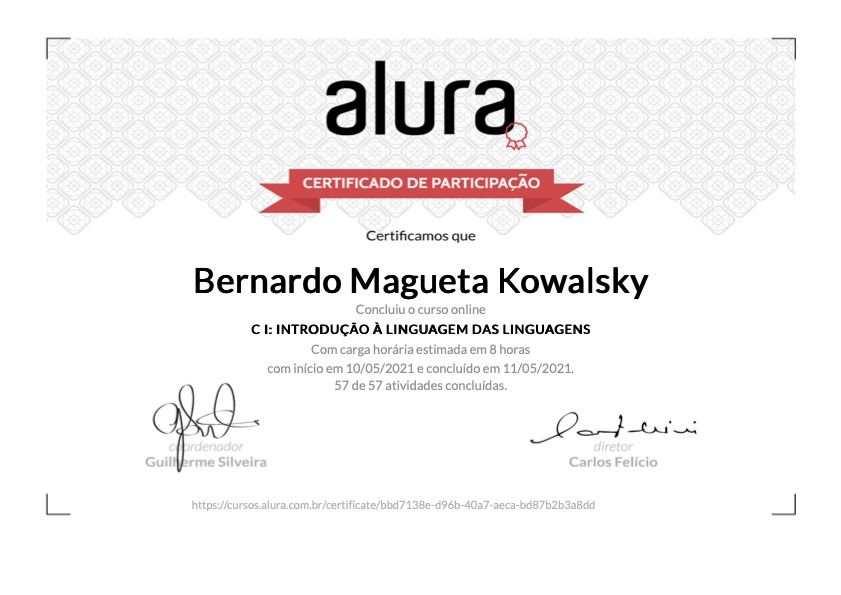 alura
CERTIFICADO DE PARTICIPAÇÃO
Certificamos que
Bernardo Magueta Kowalsky
Concluiu o curso online
C I: INTRODUÇÃO À LINGUAGEM DAS LINGUAGENS
Com carga horária estimada em 8 horas
com início em 10/05/2021 e concluído em 11/05/2021.
57 de 57 atividades concluídas.
coordenador
Guilherme Silveira
diretor
Carlos Felício
https://cursos.alura.com.br/certificate/bbd7138e-d96b-40a7-aeca-bd87b2b3a8dd